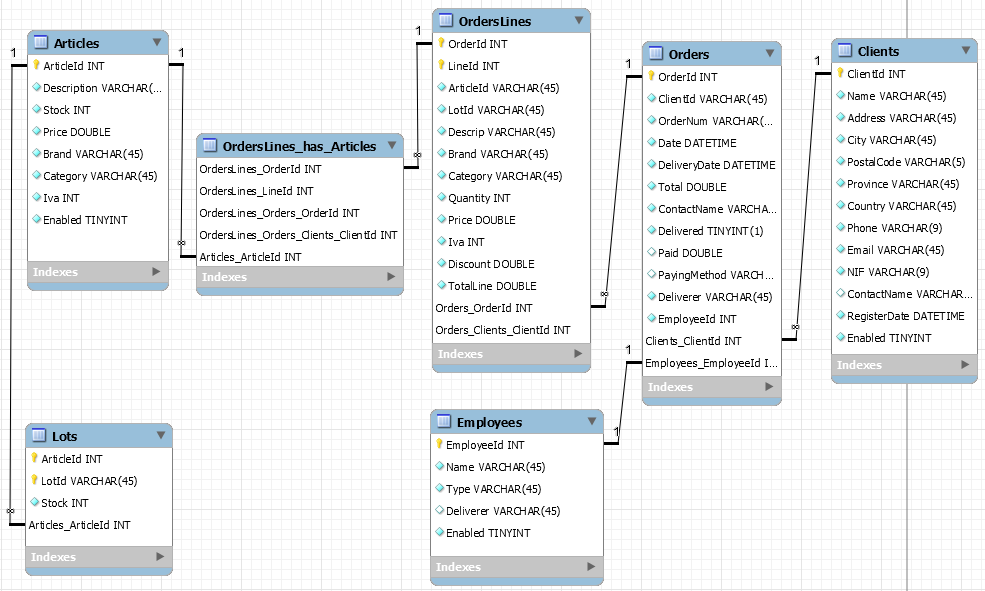 Articles
ArticleId INT
Description VARCHAR(...
Stock INT
Price DOUBLE
Brand VARCHAR(45)
Category VARCHAR(45)
Iva INT
Enabled TINYINT
Indexes
1
1
∞
OrdersLines_has_Articles
OrdersLines_OrderId INT
OrdersLines_LineId INT
OrdersLines_Orders_OrderId INT
OrdersLines_Orders_Clients_ClientId INT
Articles_ArticleId INT
Indexes
1
∞
OrdersLines
OrderId INT
LineId INT
ArticleId VARCHAR(45)
LotId VARCHAR(45)
Descrip VARCHAR(45)
Brand VARCHAR(45)
Category VARCHAR(45)
Quantity INT
Price DOUBLE
Iva INT
Discount DOUBLE
TotalLine DOUBLE
Orders_OrderId INT
Orders_Clients_ClientId INT
Indexes
1
∞
Orders
OrderId INT
ClientId VARCHAR(45)
OrderNum VARCHAR(...
Date DATETIME
DeliveryDate DATETIME
Total DOUBLE
ContactName VARCHA...
Delivered TINYINT(1)
Paid DOUBLE
PayingMethod VARCH...
Deliverer VARCHAR(45)
EmployeeId INT
Clients_ClientId INT
Employees_EmployeeId I...
Indexes
1
∞
Clients
ClientId INT
Name VARCHAR(45)
Address VARCHAR(45)
City VARCHAR(45)
PostalCode VARCHAR(5)
Province VARCHAR(45)
Country VARCHAR(45)
Phone VARCHAR(9)
Email VARCHAR(45)
NIF VARCHAR(9)
ContactName VARCHAR...
RegisterDate DATETIME
Enabled TINYINT
Indexes
∞
Lots
ArticleId INT
LotId VARCHAR(45)
Stock INT
Articles_ArticleId INT
Indexes
1
1
Employees
EmployeeId INT
Name VARCHAR(45)
Type VARCHAR(45)
Deliverer VARCHAR(45)
Enabled TINYINT
Indexes